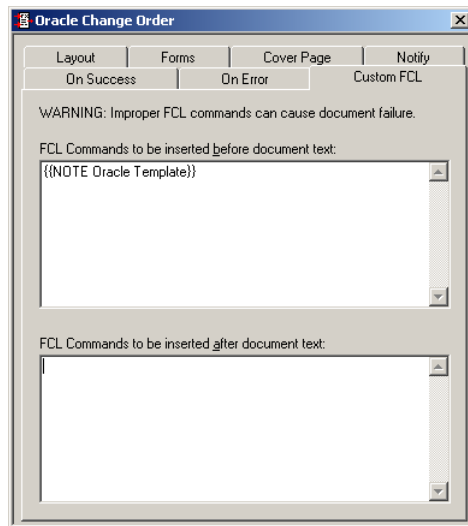 Oracle Change Order
Layout Forms Cover Page Notify
On Success On Error Custom FCL
WARNING: Improper FCL commands can cause document failure.
FCL Commands to be inserted before document text:
{{NOTE Oracle Template}}
FCL Commands to be inserted after document text: